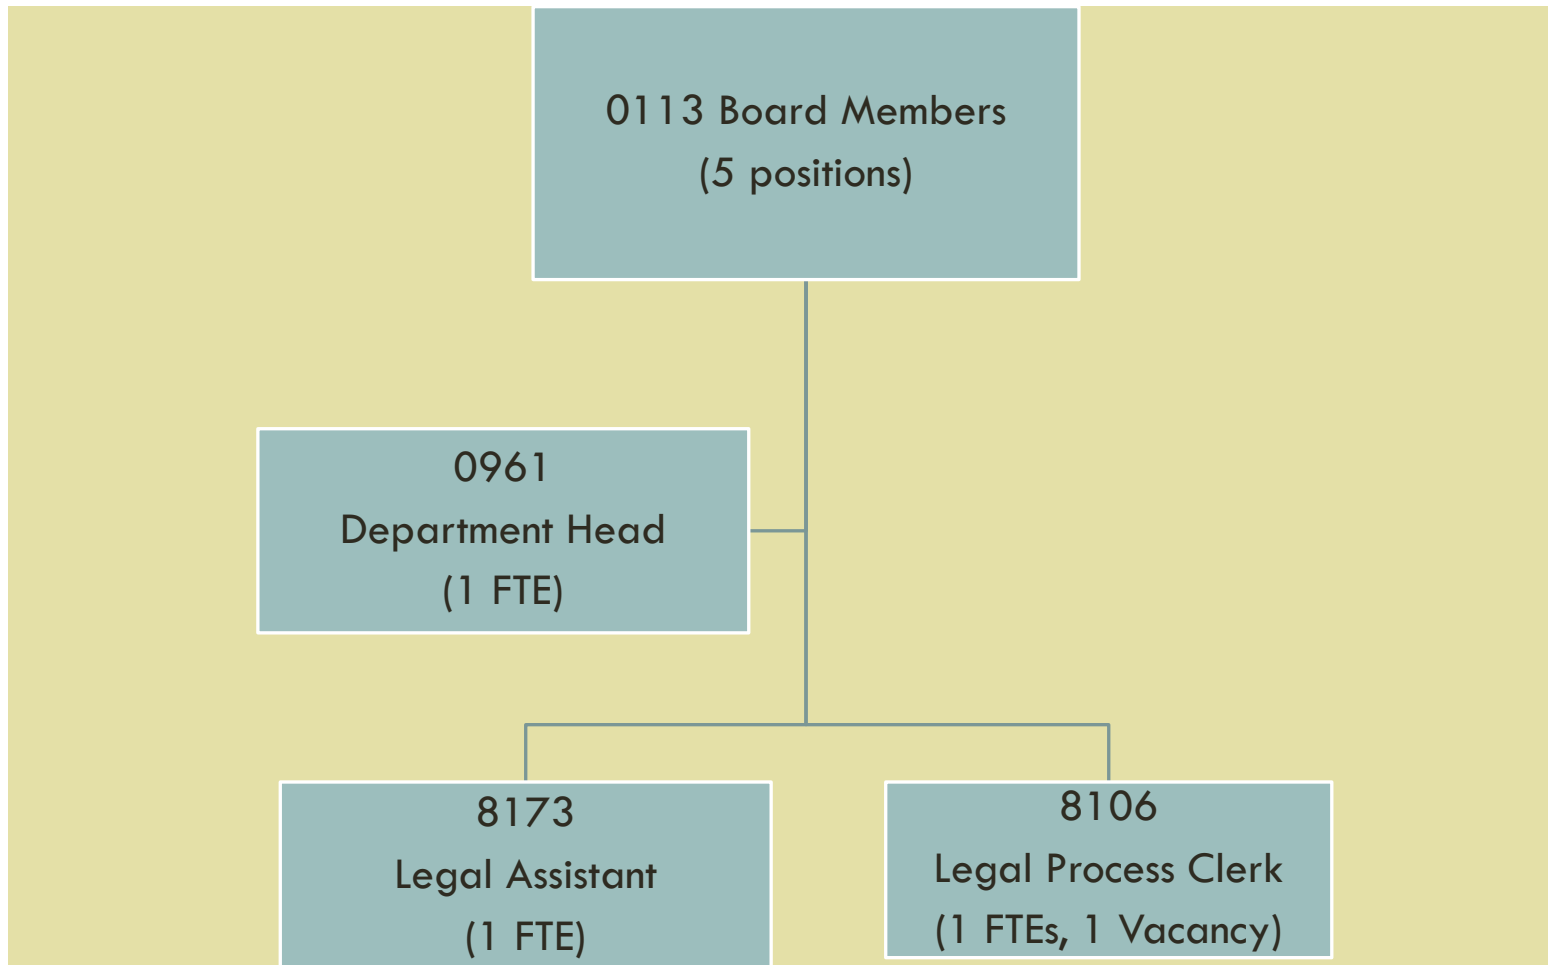 0113 Board Members
(5 positions)
0961
Department Head
(1 FTE)
8173
Legal Assistant
(1 FTE)
8106
Legal Process Clerk
(1 FTEs, 1 Vacancy)